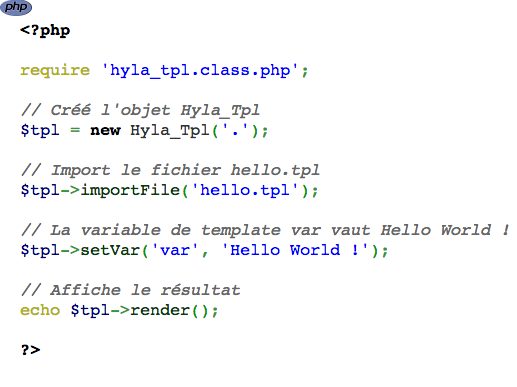 php
<?php
require 'hyla_tpl.class.php';
// Créé l'objet Hyla_Tpl
$tpl = new Hyla_Tpl('.');
// Import le fichier hello.tpl
$tpl->importFile('hello.tpl');
// La variable de template var vaut Hello World !
$tpl->setVar('var', 'Hello World !');
// Affiche le résultat
echo $tpl->render();
?>